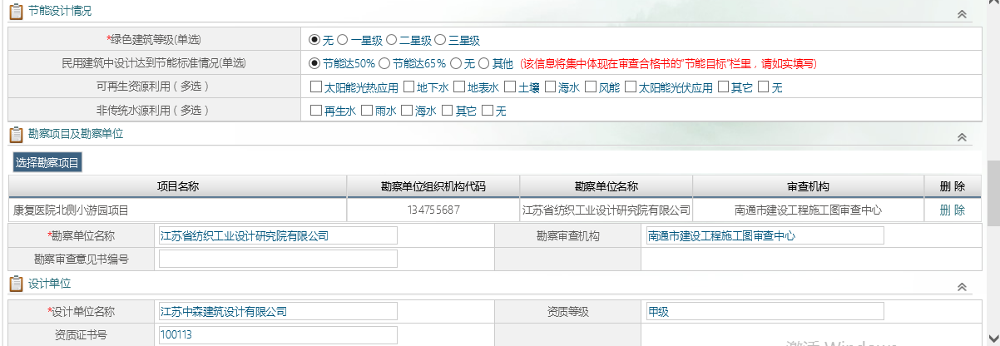 节能设计情况
*绿色建筑等级(单选) 无 一星级 二星级 三星级
民用建筑中设计达到节能标准情况(单选) 节能达50% 节能达65% 无 其他 (该信息将集中体现在审查合格书的"节能目标"栏里，请如实填写)
可再生资源利用（多选） 太阳能光热应用 地下水 地表水 土壤 海水 风能 太阳能光伏应用 其它 无
非传统水源利用（多选） 再生水 雨水 海水 其它 无
勘察项目及勘察单位
选择勘察项目
项目名称 勘察单位组织机构代码 勘察单位名称 审查机构 删 除
康复医院北侧小游园项目 134755687 江苏省纺织工业设计研究院有限公司 南通市建设工程施工图审查中心 删 除
*勘察单位名称 江苏省纺织工业设计研究院有限公司 勘察审查机构 南通市建设工程施工图审查中心
勘察审查意见书编号
设计单位
*设计单位名称 江苏中森建筑设计有限公司 资质等级 甲级
资质证书号 100113
激活 Windows